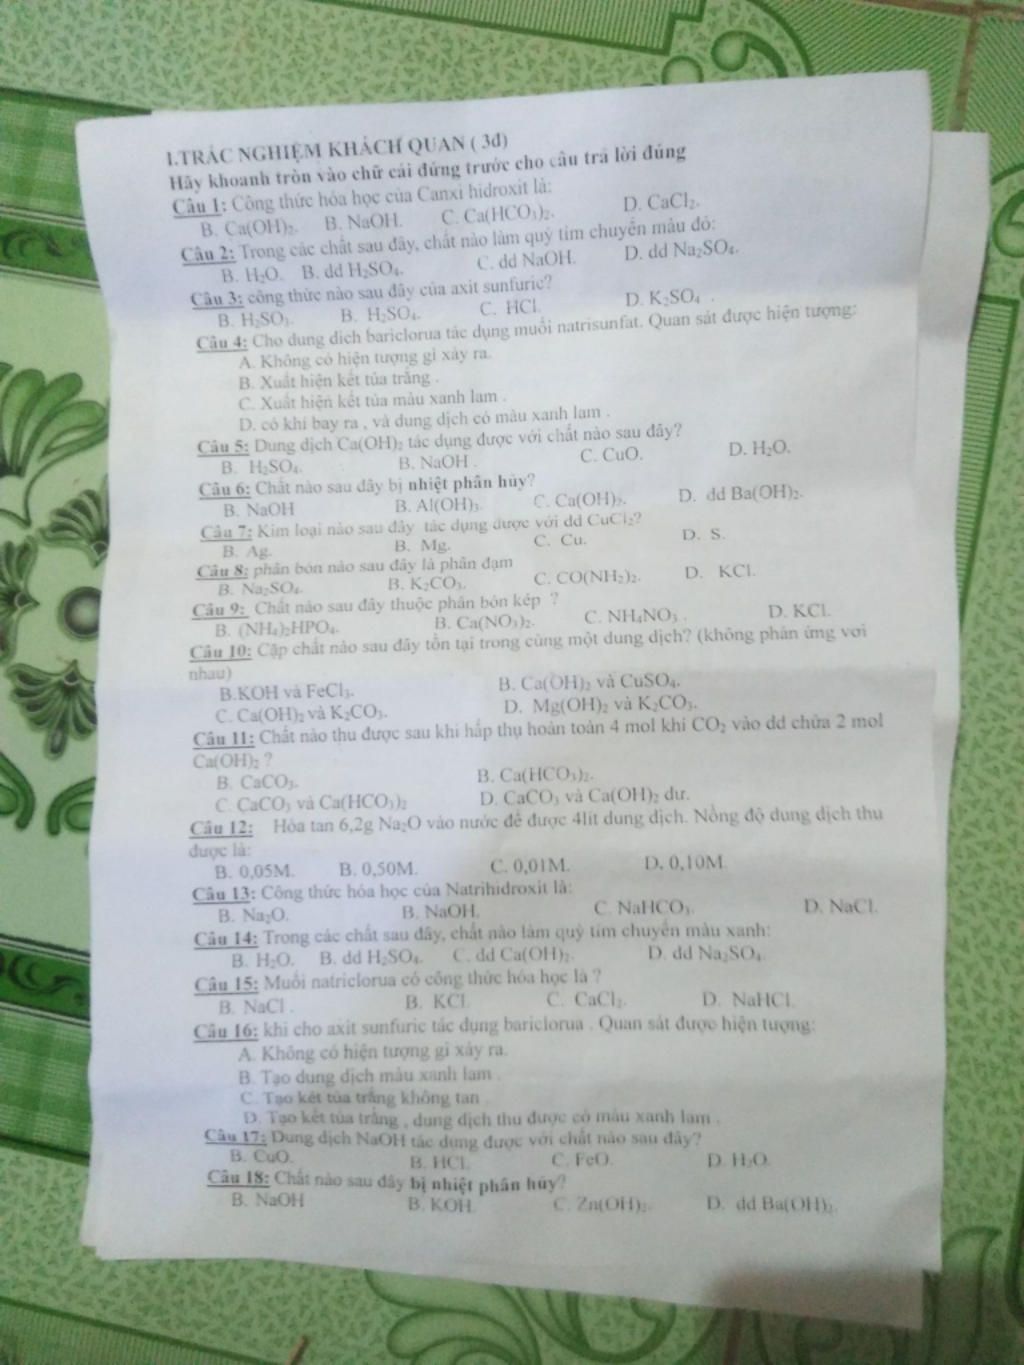 I.TRẮC NGHIỆM KHÁCH QUAN ( 3đ)
Hãy khoanh tròn vào chữ cái đứng trước cho câu trả lời đúng
Câu 1: Công thức hóa học của Canxi hidroxit là:
B. Ca(OH)₂. B. NaOH. C. Ca(HCO₃)₂. D. CaCl₂.
Câu 2: Trong các chất sau đây, chất nào làm quỳ tím chuyển màu đỏ:
B. H₂O. B. dd H₂SO₄. C. dd NaOH. D. dd Na₂SO₄.
Câu 3: công thức nào sau đây của axit sunfuric?
B. H₂SO₃. B. H₂SO₄. C. HCl. D. K₂SO₄ .
Câu 4: Cho dung dich bariclorua tác dụng muối natrisunfat. Quan sát được hiện tượng:
A. Không có hiện tượng gì xảy ra.
B. Xuất hiện kết tủa trắng .
C. Xuất hiện kết tủa màu xanh lam .
D. có khí bay ra , và dung dịch có màu xanh lam .
Câu 5: Dung dịch Ca(OH)₂ tác dụng được với chất nào sau đây?
B. H₂SO₄. B. NaOH . C. CuO. D. H₂O.
Câu 6: Chất nào sau đây bị nhiệt phân hủy?
B. NaOH B. Al(OH)₃. C. Ca(OH)₂. D. dd Ba(OH)₂.
Câu 7: Kim loại nào sau đây tác dụng được với dd CuCl₂?
B. Ag. B. Mg. C. Cu. D. S.
Câu 8: phân bón nào sau đây là phân đạm
B. Na₂SO₄. B. K₂CO₃. C. CO(NH₂)₂. D. KCl.
Câu 9: Chất nào sau đây thuộc phân bón kép ?
B. (NH₄)₂HPO₄. B. Ca(NO₃)₂. C. NH₄NO₃ . D. KCl.
Câu 10: Cặp chất nào sau đây tồn tại trong cùng một dung dịch? (không phản ứng vơi
nhau)
B.KOH và FeCl₃. B. Ca(OH)₂ và CuSO₄.
C. Ca(OH)₂ và K₂CO₃. D. Mg(OH)₂ và K₂CO₃.
Câu 11: Chất nào thu được sau khi hấp thụ hoàn toàn 4 mol khí CO₂ vào dd chứa 2 mol
Ca(OH)₂ ?
B. CaCO₃. B. Ca(HCO₃)₂.
C. CaCO₃ và Ca(HCO₃)₂ D. CaCO₃ và Ca(OH)₂ dư.
Câu 12: Hòa tan 6,2g Na₂O vào nước để được 4lit dung dịch. Nồng độ dung dịch thu
được là:
B. 0,05M. B. 0,50M. C. 0,01M. D. 0,10M.
Câu 13: Công thức hóa học của Natrihidroxit là:
B. Na₂O. B. NaOH. C. NaHCO₃. D. NaCl.
Câu 14: Trong các chất sau đây, chất nào làm quỳ tím chuyển màu xanh:
B. H₂O. B. dd H₂SO₄. C. dd Ca(OH)₂. D. dd Na₂SO₄.
Câu 15: Muối natriclorua có công thức hóa học là ?
B. NaCl . B. KCl. C. CaCl₂. D. NaHCl.
Câu 16: khi cho axit sunfuric tác dụng bariclorua . Quan sát được hiện tượng:
A. Không có hiện tượng gì xảy ra.
B. Tạo dung dịch màu xanh lam .
C. Tạo kết tủa trắng không tan .
D. Tạo kết tủa trắng , dung dịch thu được có màu xanh lam .
Câu 17: Dung dịch NaOH tác dụng được với chất nào sau đây?
B. CuO. B. HCl. C. FeO. D. H₂O.
Câu 18: Chất nào sau đây bị nhiệt phân hủy?
B. NaOH B. KOH. C. Zn(OH)₂. D. dd Ba(OH)₂.